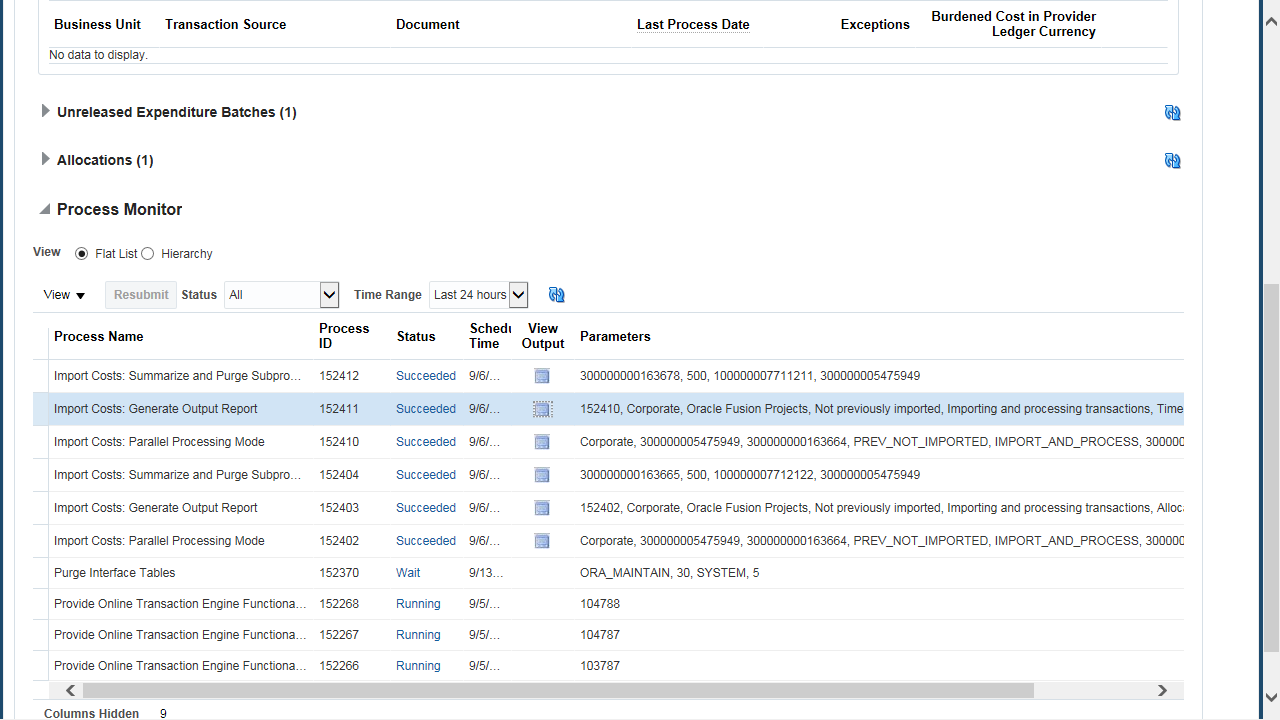 Business Unit Transaction Source Document Last Process Date Exceptions Burdened Cost in Provider
Ledger Currency
No data to display.
Unreleased Expenditure Batches (1)
Allocations (1)
Process Monitor
View Flat List Hierarchy
View Resubmit Status All Time Range Last 24 hours
Process Name Process ID Status Schedu Time View Output Parameters
Import Costs: Summarize and Purge Subpro... 152412 Succeeded 9/6/... 300000000163678, 500, 100000007711211, 300000005475949
Import Costs: Generate Output Report 152411 Succeeded 9/6/... 152410, Corporate, Oracle Fusion Projects, Not previously imported, Importing and processing transactions, Time
Import Costs: Parallel Processing Mode 152410 Succeeded 9/6/... Corporate, 300000005475949, 300000000163664, PREV_NOT_IMPORTED, IMPORT_AND_PROCESS, 300000
Import Costs: Summarize and Purge Subpro... 152404 Succeeded 9/6/... 300000000163665, 500, 100000007712122, 300000005475949
Import Costs: Generate Output Report 152403 Succeeded 9/6/... 152402, Corporate, Oracle Fusion Projects, Not previously imported, Importing and processing transactions, Alloc
Import Costs: Parallel Processing Mode 152402 Succeeded 9/6/... Corporate, 300000005475949, 300000000163664, PREV_NOT_IMPORTED, IMPORT_AND_PROCESS, 300000
Purge Interface Tables 152370 Wait 9/13... ORA_MAINTAIN, 30, SYSTEM, 5
Provide Online Transaction Engine Functiona... 152268 Running 9/5/... 104788
Provide Online Transaction Engine Functiona... 152267 Running 9/5/... 104787
Provide Online Transaction Engine Functiona... 152266 Running 9/5/... 103787
Columns Hidden 9